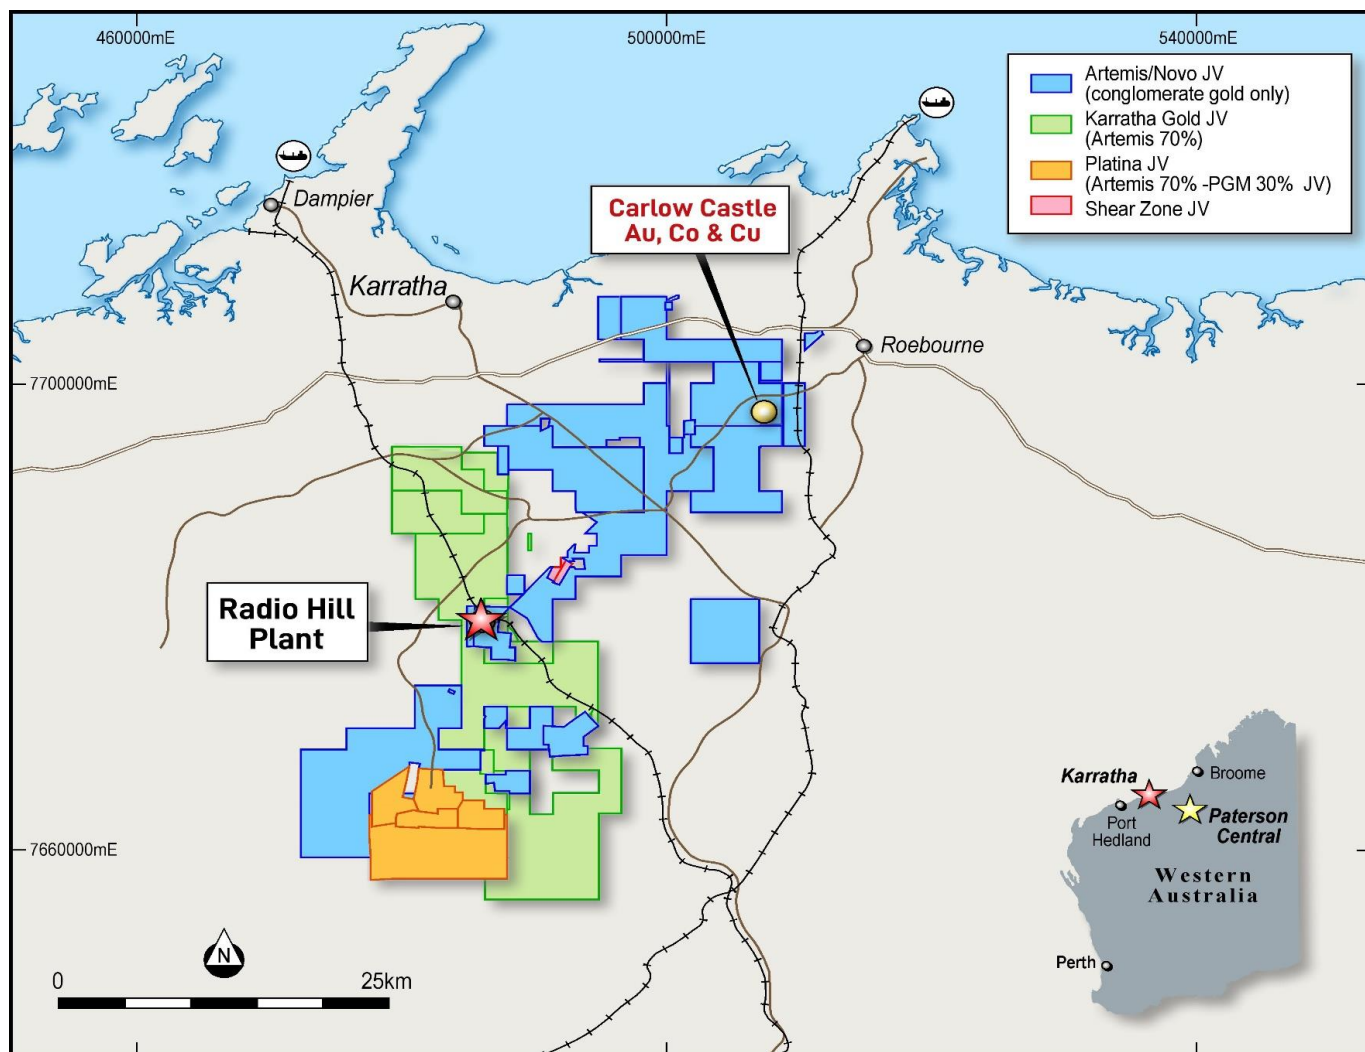 460000mE
500000mE
540000mE
Artemis/Novo JV
(conglomerate gold only)
Karratha Gold JV
(Artemis 70%)
Platina JV
(Artemis 70% -PGM 30% JV)
Shear Zone JV
Dampier
Carlow Castle
Au, Co & Cu
Karratha
Roebourne
7700000mE
Radio Hill
Plant
Karratha
Broome
Port
Hedland
Paterson
Central
7660000mE
Western
Australia
N
Perth
0
25km